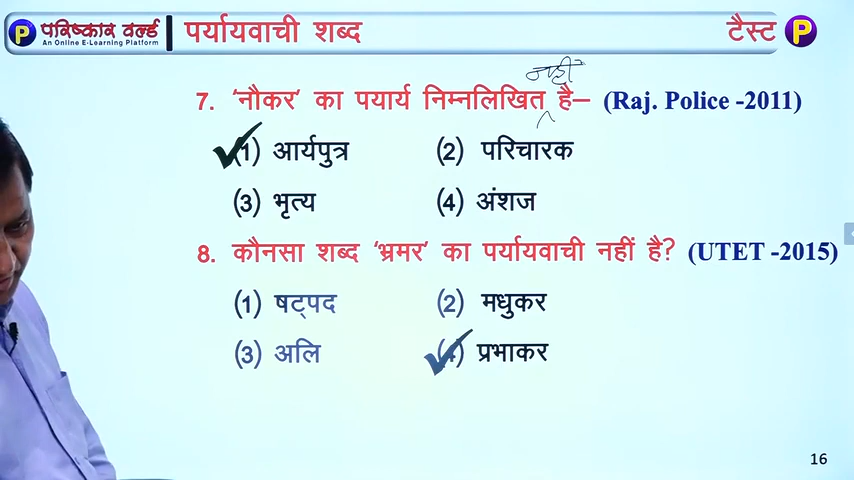 परिष्कार वर्ल्ड
An Online E-Learning Platform
पर्यायवाची शब्द
टैस्ट P
नहीं
7. ‘नौकर’ का पयार्य निम्नलिखित ^ है– (Raj. Police -2011)
(1) आर्यपुत्र (2) परिचारक
(3) भृत्य (4) अंशज
8. कौनसा शब्द ‘भ्रमर’ का पर्यायवाची नहीं है? (UTET -2015)
(1) षट्पद (2) मधुकर
(3) अलि (4) प्रभाकर
16